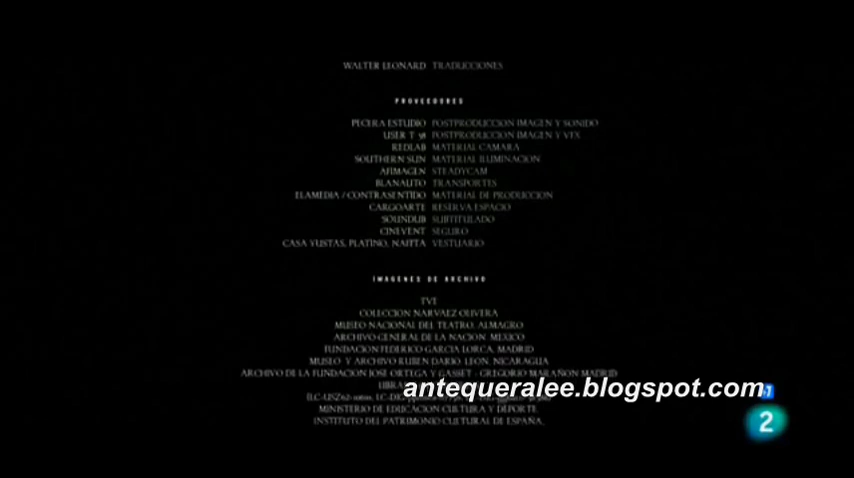 WALTER LEONARD TRADUCCIONES
PROVEEDORES
PECERA ESTUDIO POSTPRODUCCION IMAGEN Y SONIDO
USER T 38 POSTPRODUCCION IMAGEN Y VFX
REDLAB MATERIAL CAMARA
SOUTHERN SUN MATERIAL ILUMINACION
AFIMAGEN STEADYCAM
BLANAUTO TRANSPORTES
ELAMEDIA / CONTRASENTIDO MATERIAL DE PRODUCCION
CARGOARTE RESERVA ESPACIO
SOUNDUB SUBTITULADO
CINEVENT SEGURO
CASA YUSTAS, PLATINO, VESTUARIO
IMAGENES DE ARCHIVO
TVE
COLECCION NARVAEZ OLIVERA
MUSEO NACIONAL DEL TEATRO. ALMAGRO
ARCHIVO GENERAL DE LA NACION. MEXICO
FUNDACION FEDERICO GARCIA LORCA. MADRID
MUSEO Y ARCHIVO RUBEN DARIO. LEON. NICARAGUA
ARCHIVO DE LA FUNDACION JOSE ORTEGA Y GASSET - GREGORIO MARAÑON MADRID
antequeralee.blogspot.com
MINISTERIO DE EDUCACION CULTURA Y DEPORTE
INSTITUTO DEL PATRIMONIO CULTURAL DE ESPAÑA.
2